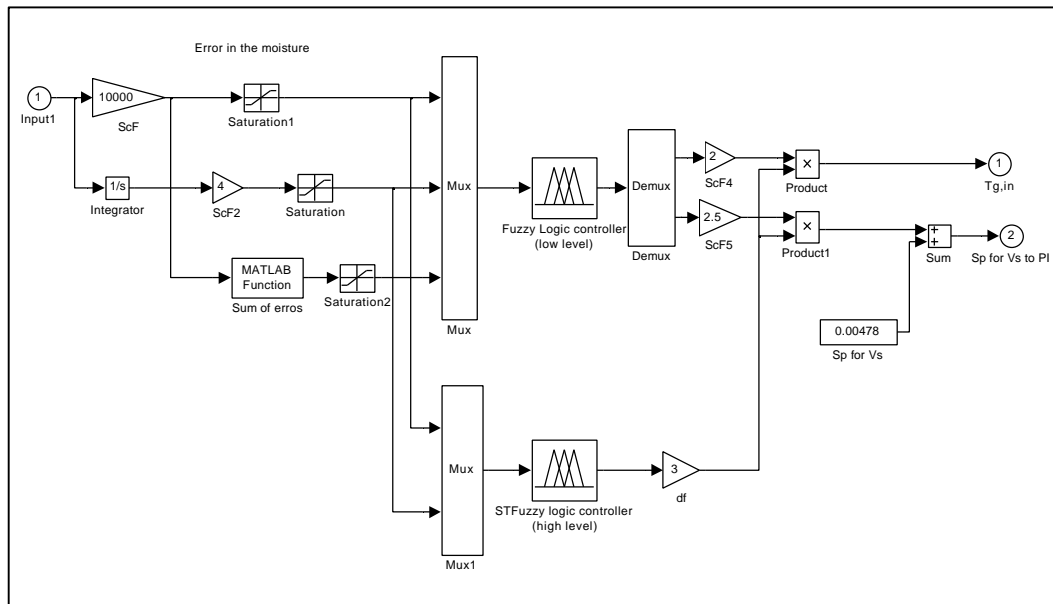 Error in the moisture
1
Input1
10000
ScF
Saturation1
1/s
Integrator
4
ScF2
Saturation
MATLAB
Function
Sum of erros
Saturation2
Mux
Mux
Fuzzy Logic controller
(low level)
Demux
Demux
2
ScF4
2.5
ScF5
×
Product
×
Product1
1
Tg,in
+
+
Sum
2
Sp for Vs to PI
0.00478
Sp for Vs
Mux
Mux1
STFuzzy logic controller
(high level)
3
df